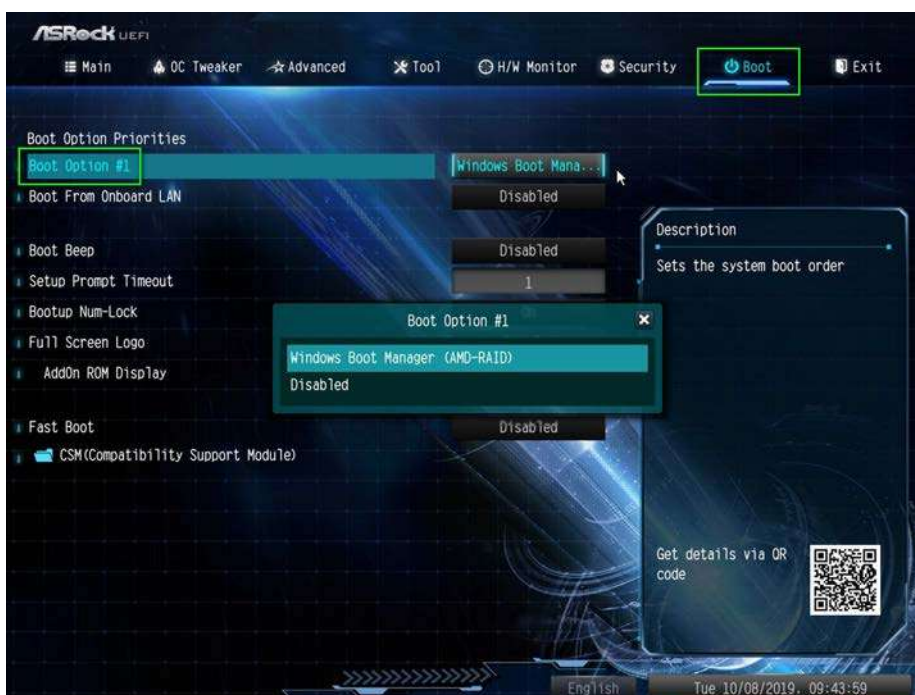 ASRock UEFI
Main OC Tweaker Advanced Tool H/W Monitor Security Boot Exit
Boot Option Priorities
Boot Option #1 Windows Boot Mana...
Boot From Onboard LAN Disabled
Boot Beep Disabled
Setup Prompt Timeout 1
Bootup Num-Lock On
Full Screen Logo
AddOn ROM Display
Fast Boot Disabled
CSM(Compatibility Support Module)
Boot Option #1
Windows Boot Manager (AMD-RAID)
Disabled
Description
Sets the system boot order
Get details via QR
code
English Tue 10/08/2019. 09:43:59